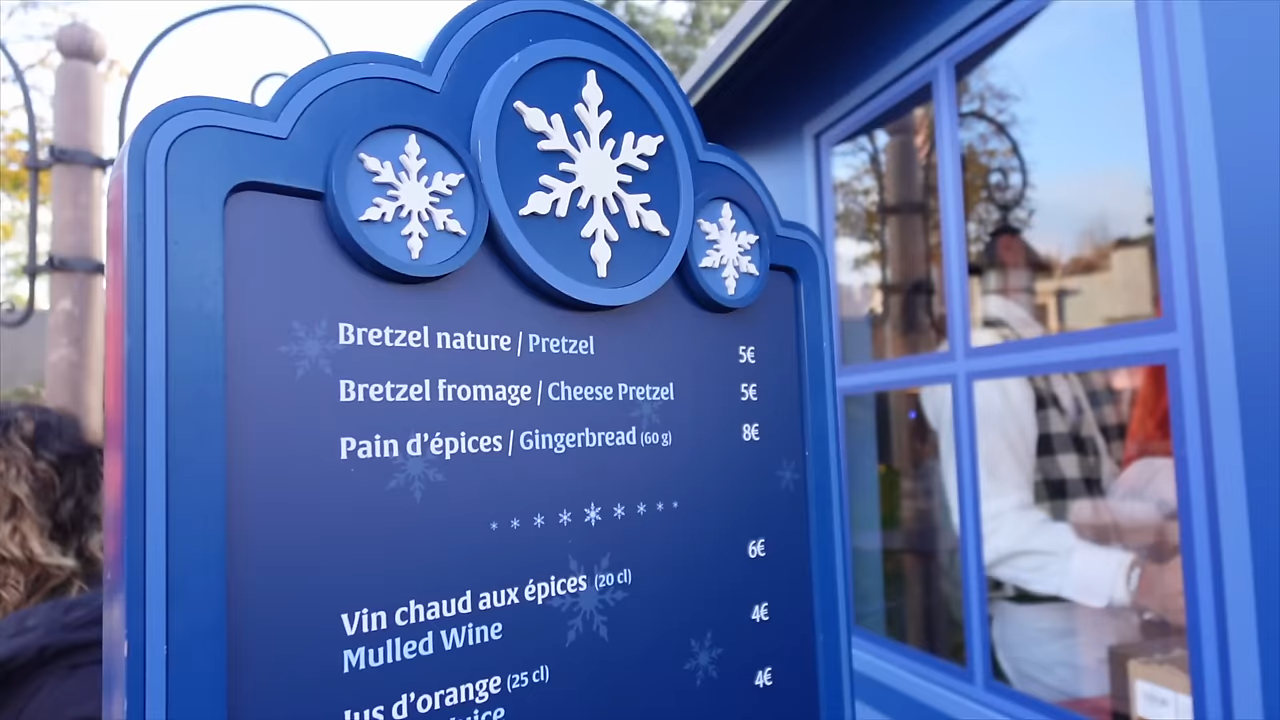 Bretzel nature / Pretzel 5€
Bretzel fromage / Cheese Pretzel 5€
Pain d'épices / Gingerbread (60 g) 8€
Vin chaud aux épices (20 cl) 6€
Mulled Wine
4€
Jus d'orange (25 cl)
4€